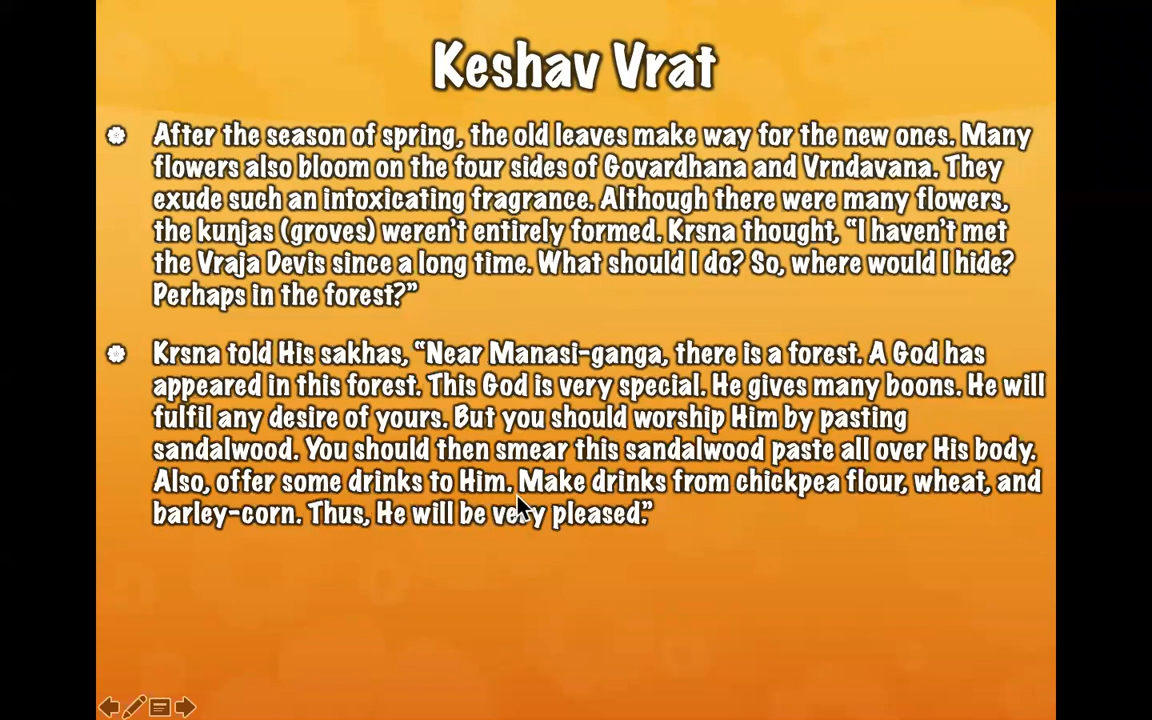 Keshav Vrat
After the season of spring, the old leaves make way for the new ones. Many
flowers also bloom on the four sides of Govardhana and Vrndavana. They
exude such an intoxicating fragrance. Although there were many flowers,
the kunjas (groves) weren't entirely formed. Krsna thought, “I haven't met
the Vraja Devis since a long time. What should I do? So, where would I hide?
Perhaps in the forest?”
Krsna told His sakhas, “Near Manasi-ganga, there is a forest. A God has
appeared in this forest. This God is very special. He gives many boons. He will
fulfil any desire of yours. But you should worship Him by pasting
sandalwood. You should then smear this sandalwood paste all over His body.
Also, offer some drinks to Him. Make drinks from chickpea flour, wheat, and
barley-corn. Thus, He will be very pleased.”